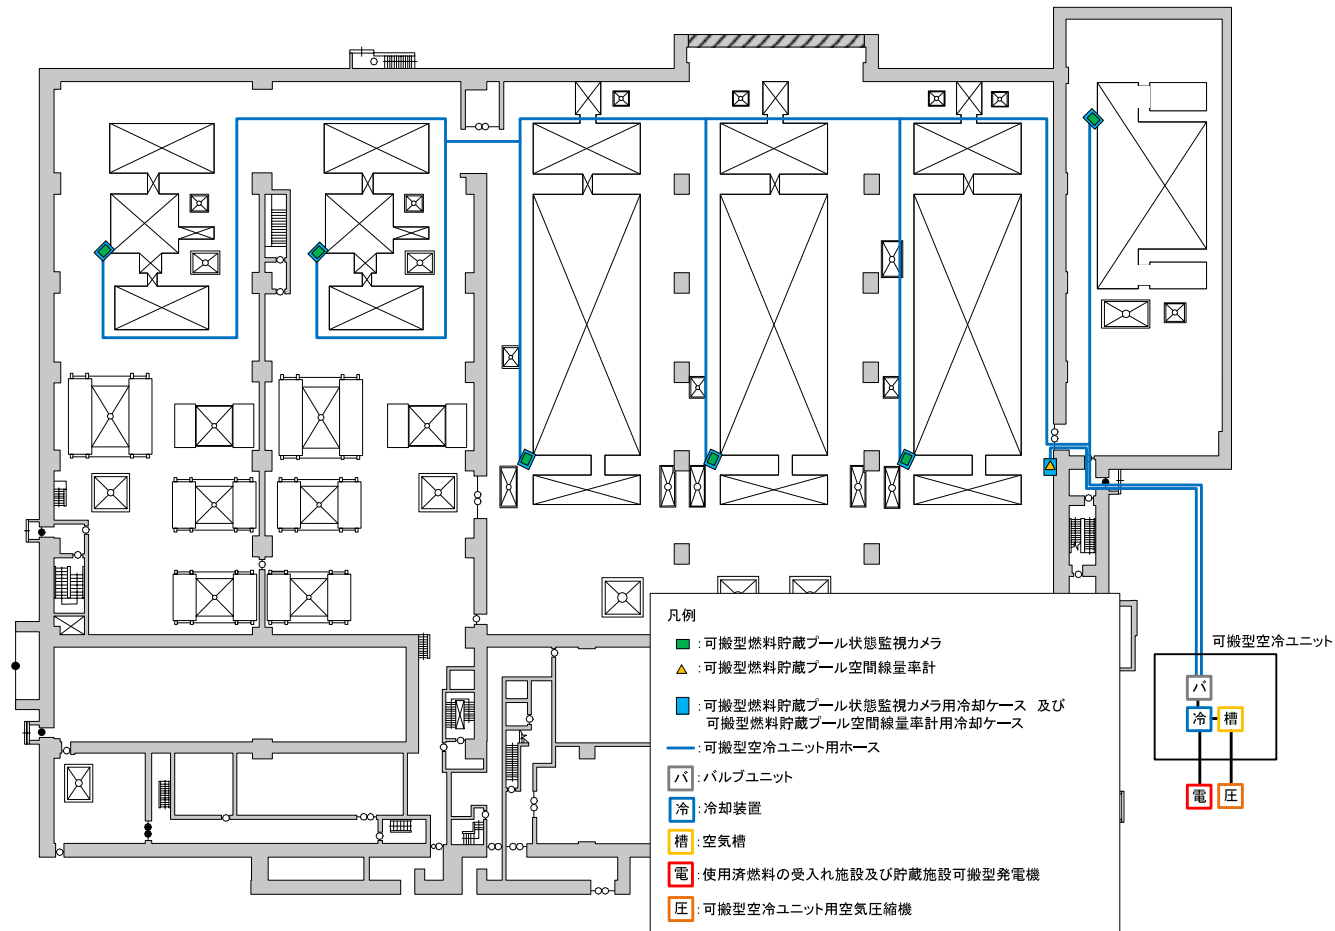 凡例
：可搬型燃料貯蔵プール状態監視カメラ
：可搬型燃料貯蔵プール空間線量率計
：可搬型燃料貯蔵プール状態監視カメラ用冷却ケース 及び
可搬型燃料貯蔵プール空間線量率計用冷却ケース
：可搬型空冷ユニット用ホース
バ：バルブユニット
冷：冷却装置
槽：空気槽
電：使用済燃料の受入れ施設及び貯蔵施設可搬型発電機
圧：可搬型空冷ユニット用空気圧縮機
可搬型空冷ユニット
バ
冷 槽
電 圧